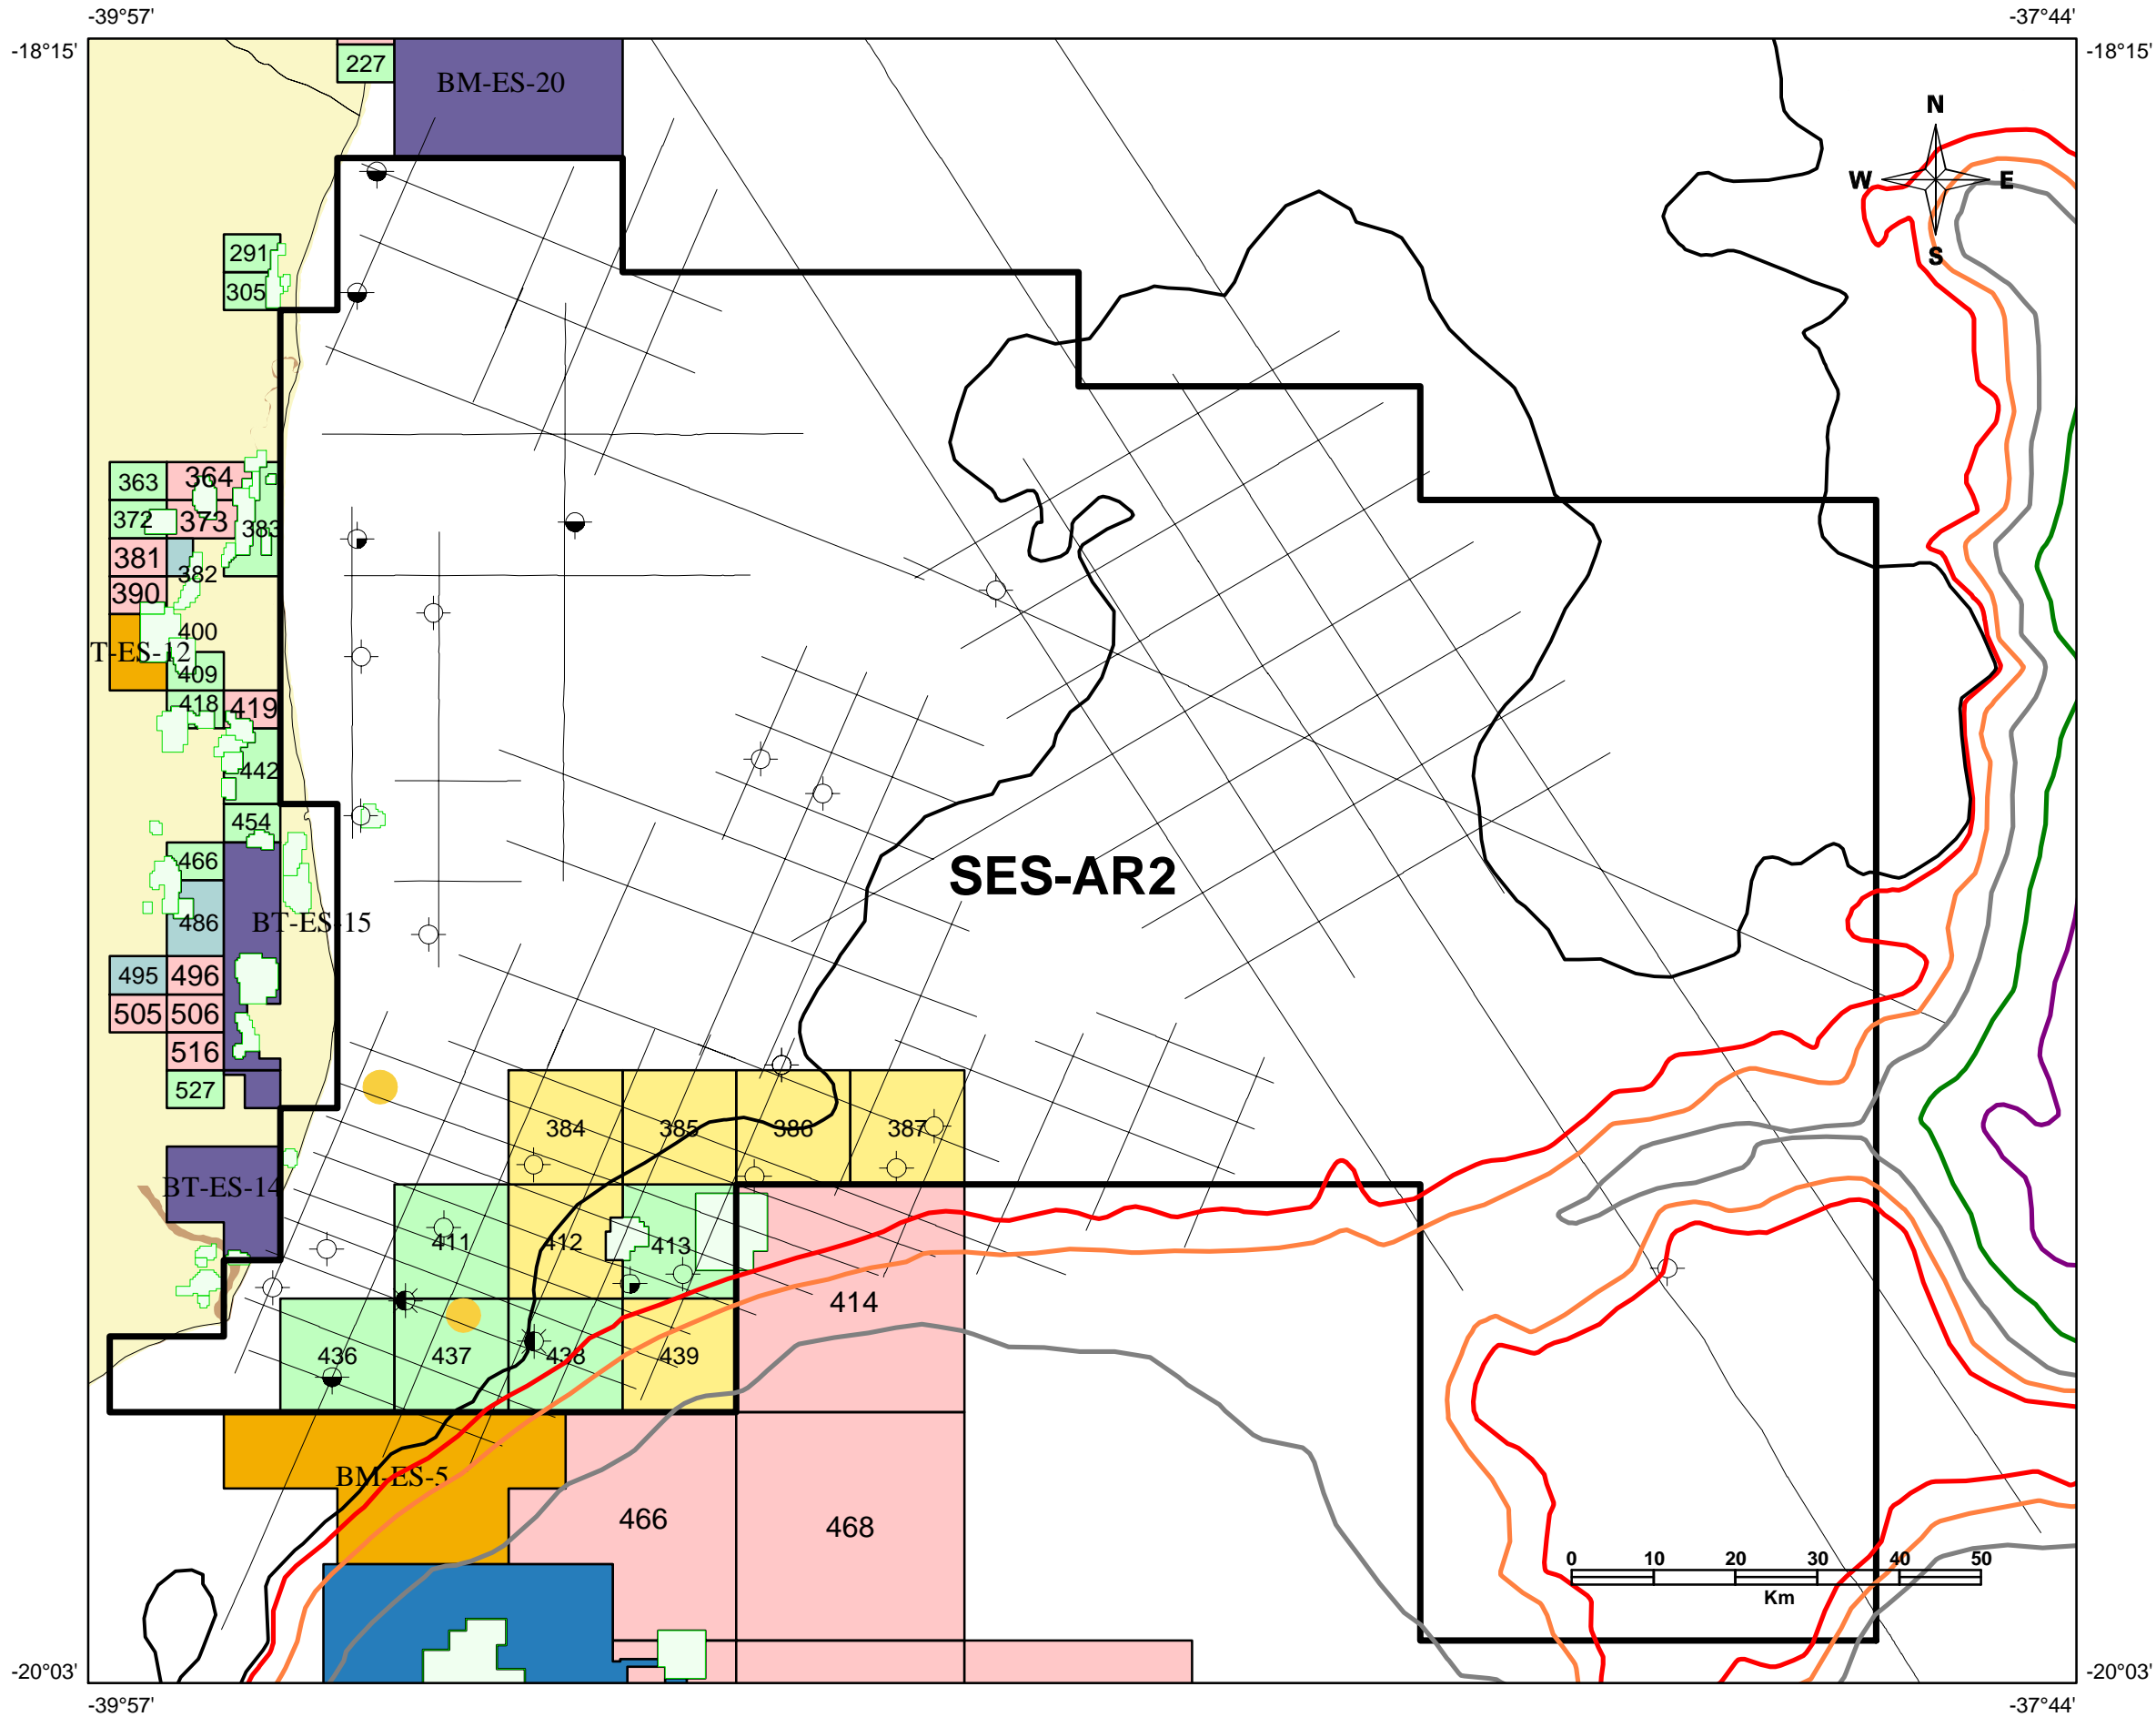 -39°57' -37°44'
-18°15' -18°15'
227
BM-ES-20
N
W E
S
291
305
363 364
372 373 383
381
382
390
400
T-ES-12
409
418 419
442
454
466
SES-AR2
486 BT-ES-15
495 496
505 506
516
527
384 385 386 387
BT-ES-14
411 412 413
414
436 437 438 439
BM-ES-5
466 468
0 10 20 30 40 50
Km
-20°03' -20°03'
-39°57' -37°44'